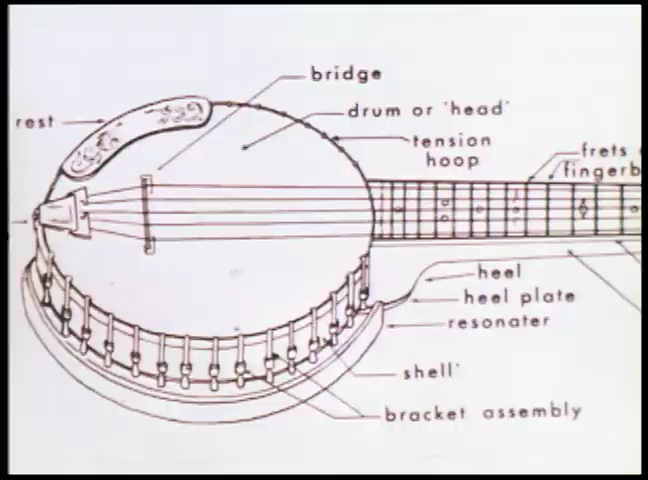 bridge
rest
drum or 'head'
tension
hoop
frets
fingerb
heel
heel plate
resonater
shell
bracket assembly